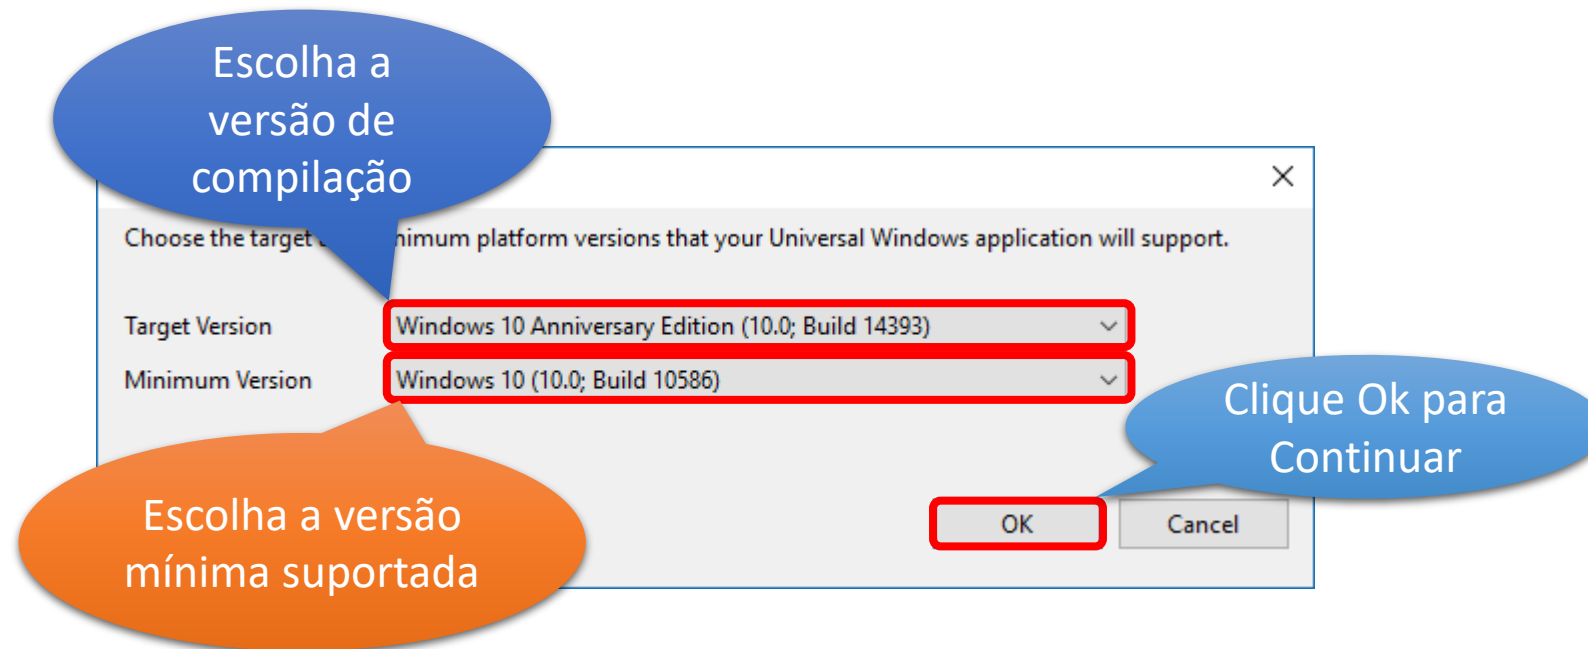 Escolha a
versão de
compilação
Choose the target nimum platform versions that your Universal Windows application will support.
Target Version
Windows 10 Anniversary Edition (10.0; Build 14393)
Minimum Version
Windows 10 (10.0; Build 10586)
Clique Ok para
Continuar
Escolha a versão
mínima suportada
OK
Cancel